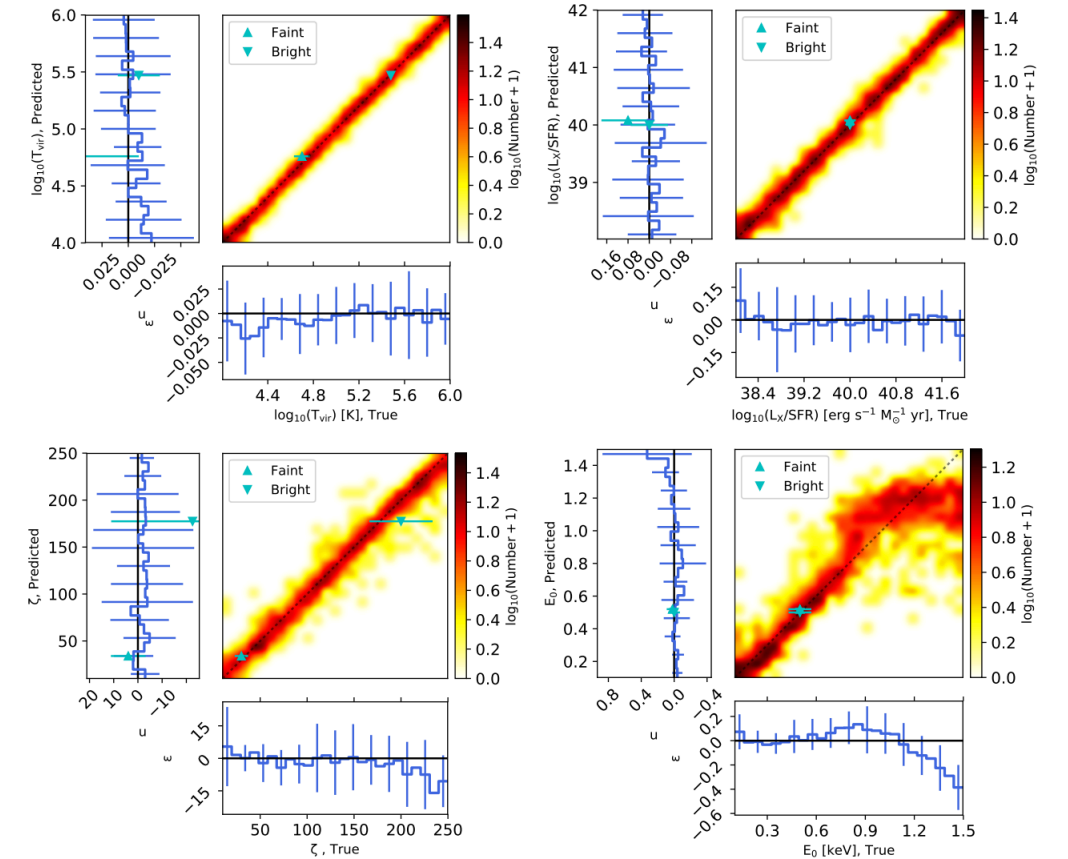 6.0
5.5
5.0
4.5
4.0
log₁₀(T_vir), Predicted
Faint
Bright
1.4
1.2
1.0
0.8
0.6
0.4
0.2
0.0
log₁₀(Number + 1)
0.025
0.000
−0.025
u
ε
0.025
0.000
−0.025
−0.050
4.4 4.8 5.2 5.6 6.0
log₁₀(T_vir) [K], True
42
41
40
39
log₁₀(L_X/SFR), Predicted
Faint
Bright
1.4
1.2
1.0
0.8
0.6
0.4
0.2
0.0
log₁₀(Number + 1)
0.16 0.08 0.00 −0.08
u
ε
0.15
0.00
−0.15
38.4 39.2 40.0 40.8 41.6
log₁₀(L_X/SFR) [erg s⁻¹ M_⊙⁻¹ yr], True
250
200
150
100
50
ζ, Predicted
Faint
Bright
1.4
1.2
1.0
0.8
0.6
0.4
0.2
0.0
log₁₀(Number + 1)
20 10 0 −10
u
ε
15
0
−15
50 100 150 200 250
ζ , True
1.4
1.2
1.0
0.8
0.6
0.4
0.2
E₀, Predicted
Faint
Bright
1.2
1.0
0.8
0.6
0.4
0.2
0.0
log₁₀(Number + 1)
0.8 0.4 0.0 −0.4
u
ε
0.2
0.0
−0.2
−0.4
−0.6
0.3 0.6 0.9 1.2 1.5
E₀ [keV], True